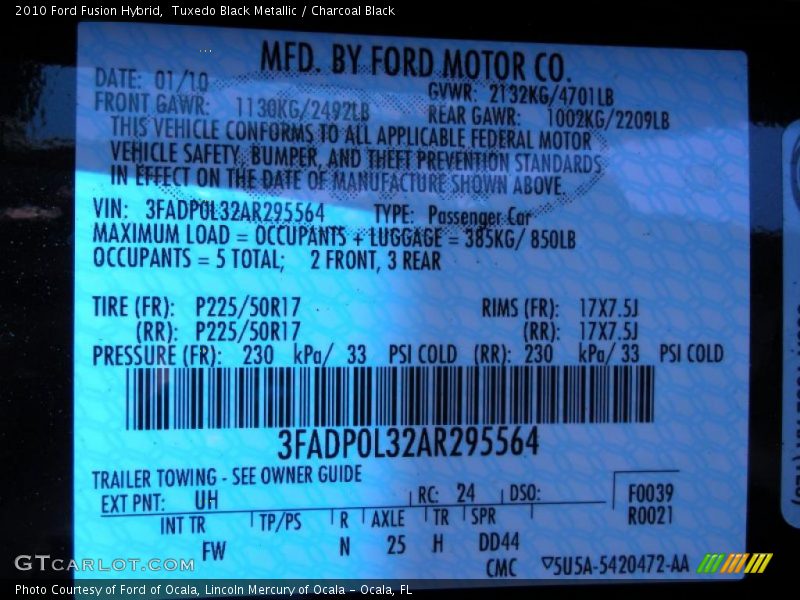 2010 Ford Fusion Hybrid, Tuxedo Black Metallic / Charcoal Black
MFD. BY FORD MOTOR CO.
DATE: 01/10 GVWR: 2132KG/4701LB
FRONT GAWR: 1130KG/2492LB REAR GAWR: 1002KG/2209LB
THIS VEHICLE CONFORMS TO ALL APPLICABLE FEDERAL MOTOR
VEHICLE SAFETY, BUMPER, AND THEFT PREVENTION STANDARDS
IN EFFECT ON THE DATE OF MANUFACTURE SHOWN ABOVE.
VIN: 3FADP0L32AR295564 TYPE: Passenger Car
MAXIMUM LOAD = OCCUPANTS + LUGGAGE = 385KG/ 850LB
OCCUPANTS = 5 TOTAL; 2 FRONT, 3 REAR
TIRE (FR): P225/50R17 RIMS (FR): 17X7.5J
(RR): P225/50R17 (RR): 17X7.5J
PRESSURE (FR): 230 kPa/ 33 PSI COLD (RR): 230 kPa/ 33 PSI COLD
3FADP0L32AR295564
TRAILER TOWING - SEE OWNER GUIDE
EXT PNT: UH RC: 24 DSO: F0039
R0021
INT TR TP/PS R AXLE TR SPR
FW N 25 H DD44
CMC ▽5U5A-5420472-AA
GTCARLOT.COM
Photo Courtesy of Ford of Ocala, Lincoln Mercury of Ocala - Ocala, FL